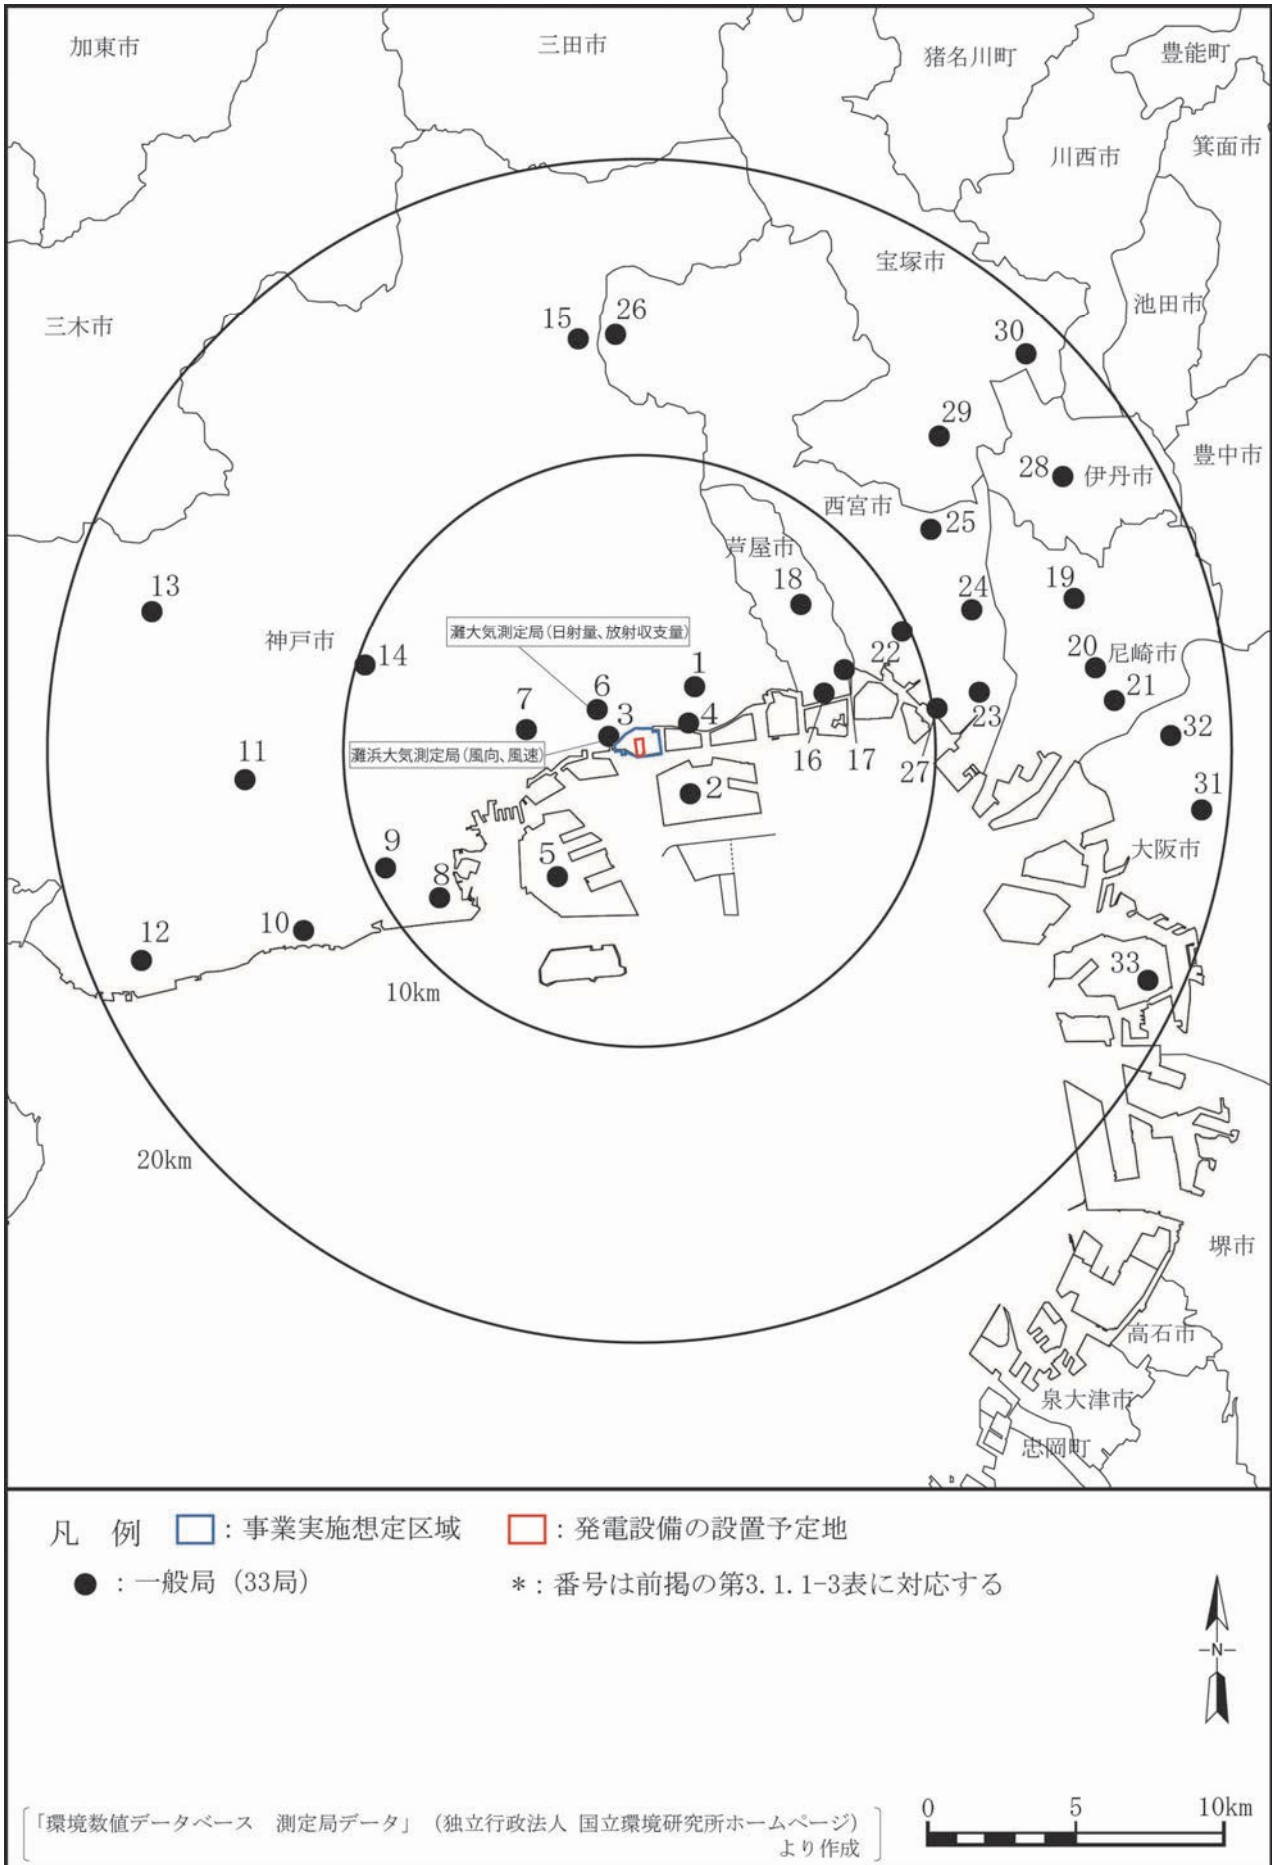 加東市
三田市
猪名川町
豊能町
箕面市
川西市
宝塚市
池田市
三木市
15
26
30
29
豊中市
28
伊丹市
西宮市
25
芦屋市
13
18
24
19
灘大気測定局(日射量、放射収支量)
神戸市
14
1
22
20
尼崎市
6
21
7
3
4
23
32
灘浜大気測定局(風向、風速)
16
17
27
11
2
31
大阪市
9
5
8
10
12
33
10km
20km
堺市
高石市
泉大津市
忠岡町
凡 例
:事業実施想定区域
:発電設備の設置予定地
:一般局(33局)
*:番号は前掲の第3.1.1-3表に対応する
N
「環境数値データベース 測定局データ」(独立行政法人 国立環境研究所ホームページ)
より作成
0 5 10km